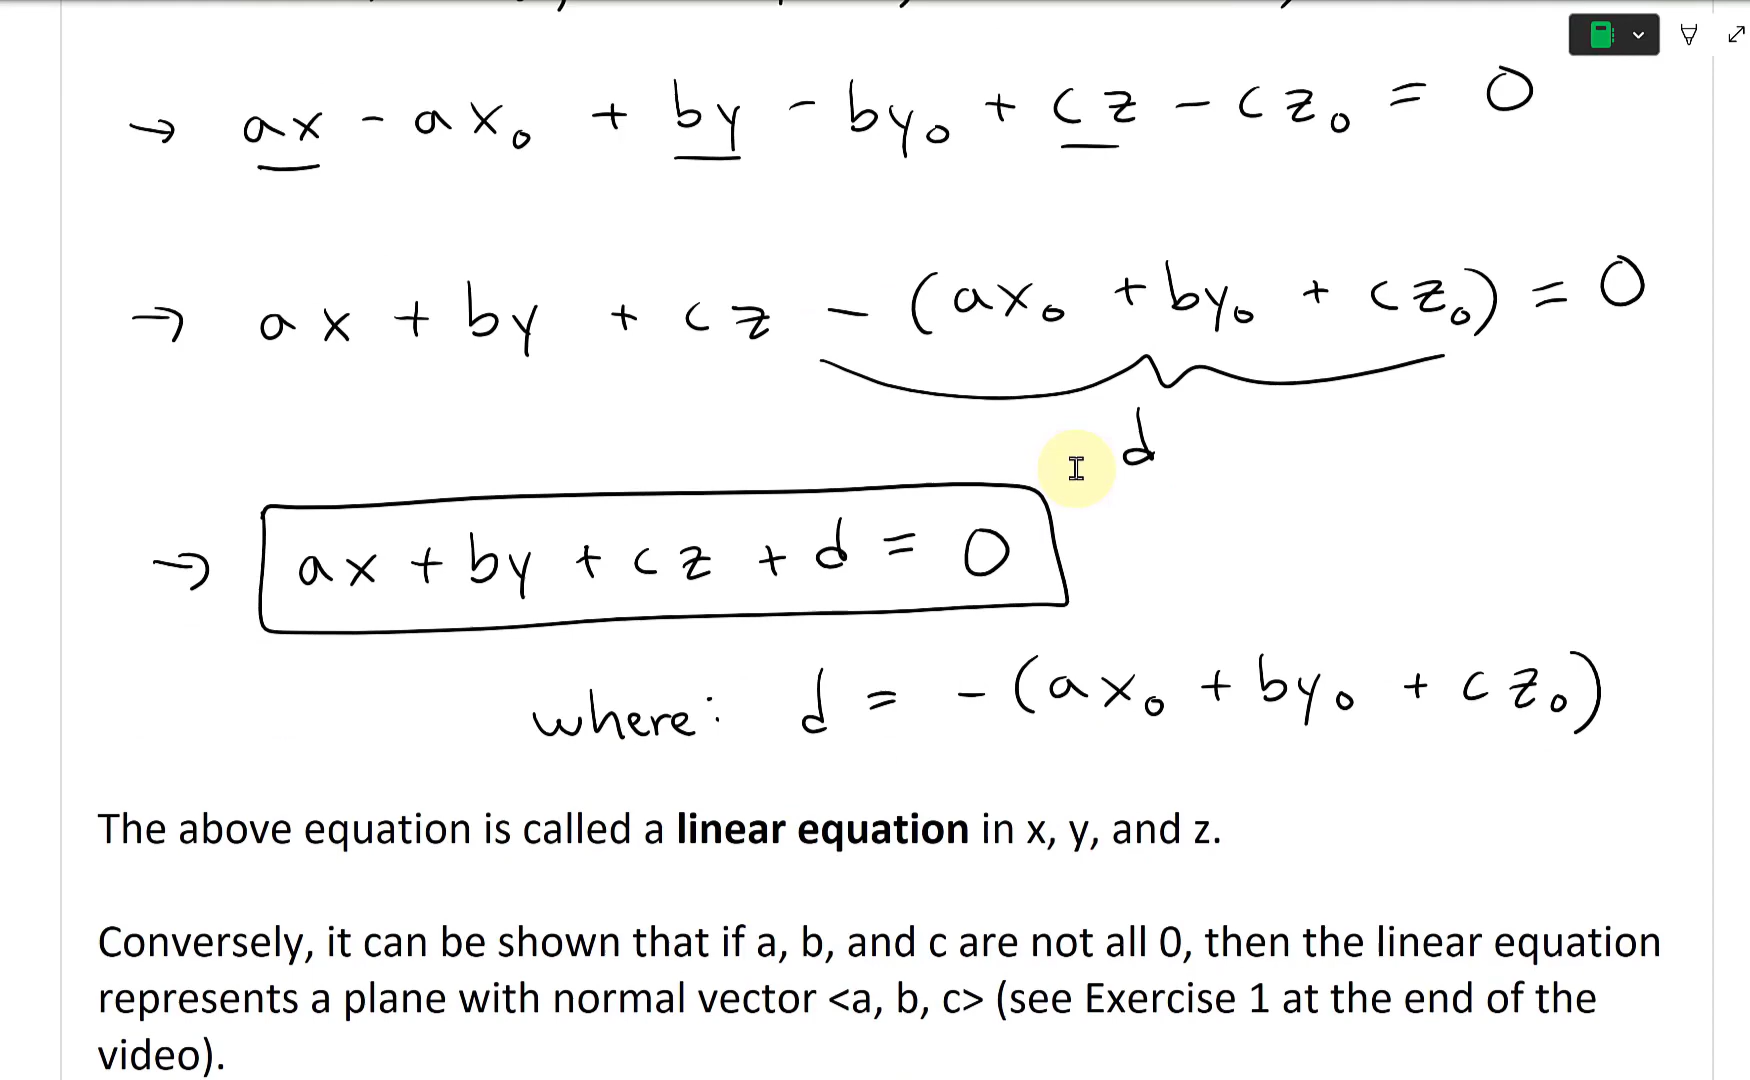 → ax - ax₀ + by - by₀ + cz - cz₀ = 0
→ ax + by + cz - (ax₀ + by₀ + cz₀) = 0
d
→ ax + by + cz + d = 0
where: d = - (ax₀ + by₀ + cz₀)
The above equation is called a linear equation in x, y, and z.
Conversely, it can be shown that if a, b, and c are not all 0, then the linear equation
represents a plane with normal vector <a, b, c> (see Exercise 1 at the end of the
video).